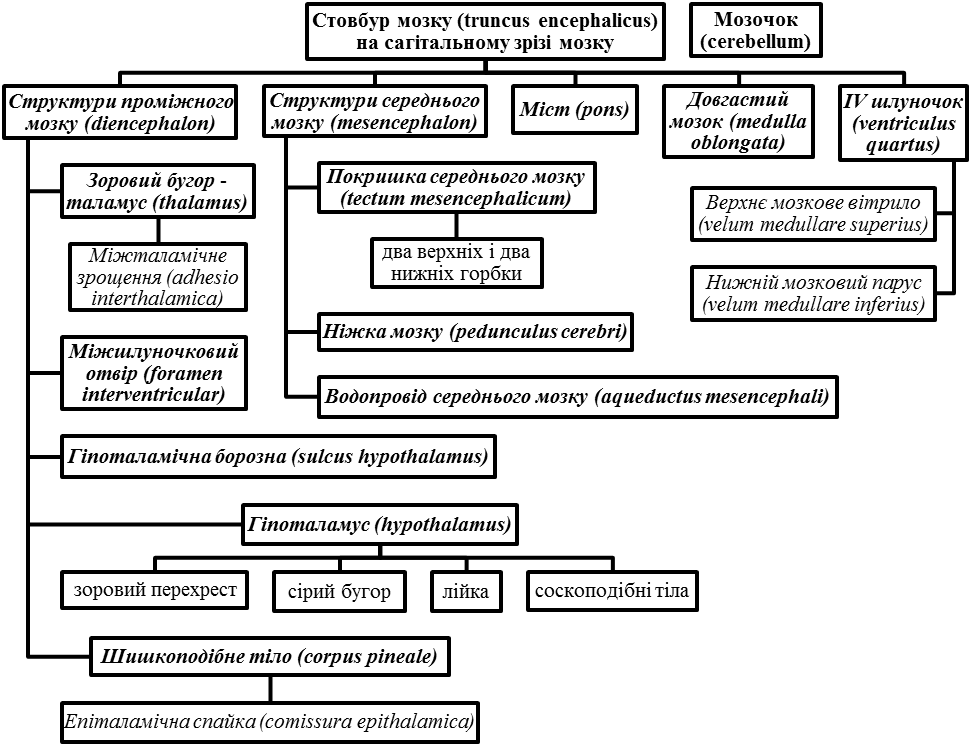 Стовбур мозку (truncus encephalicus)
на сагітальному зрізі мозку
Мозочок
(cerebellum)
Структури проміжного
мозку (diencephalon)
Структури середнього
мозку (mesencephalon)
Міст (pons)
Довгастий
мозок (medulla
oblongata)
IV шлуночок
(ventriculus
quartus)
Зоровий бугор -
таламус (thalamus)
Міжталамічне
зрощення (adhesio
interthalamica)
Покришка середнього мозку
(tectum mesencephalicum)
два верхніх і два
нижніх горбки
Верхнє мозкове вітрило
(velum medullare superius)
Нижній мозковий парус
(velum medullare inferius)
Ніжка мозку (pedunculus cerebri)
Міжшлуночковий
отвір (foramen
interventricular)
Водопровід середнього мозку (aqueductus mesencephali)
Гіпоталамічна борозна (sulcus hypothalamus)
Гіпоталамус (hypothalamus)
зоровий перехрест
сірий бугор
лійка
соскоподібні тіла
Шишкоподібне тіло (corpus pineale)
Епіталамічна спайка (comissura epithalamica)